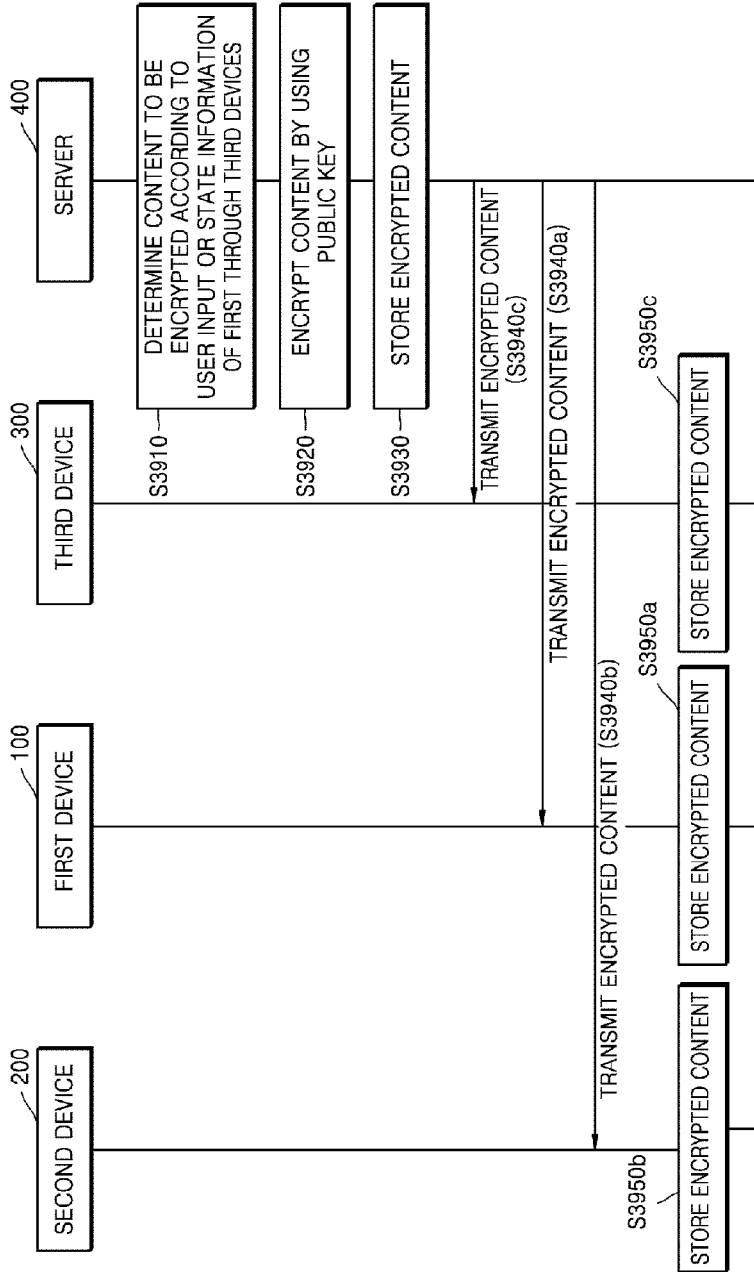 200
SECOND DEVICE
100
FIRST DEVICE
300
THIRD DEVICE
400
SERVER
S3910
DETERMINE CONTENT TO BE
ENCRYPTED ACCORDING TO
USER INPUT OR STATE INFORMATION
OF FIRST THROUGH THIRD DEVICES
S3920
ENCRYPT CONTENT BY USING
PUBLIC KEY
S3930
STORE ENCRYPTED CONTENT
TRANSMIT ENCRYPTED CONTENT
(S3940c)
TRANSMIT ENCRYPTED CONTENT (S3940a)
TRANSMIT ENCRYPTED CONTENT (S3940b)
S3950b
STORE ENCRYPTED CONTENT
S3950a
STORE ENCRYPTED CONTENT
S3950c
STORE ENCRYPTED CONTENT